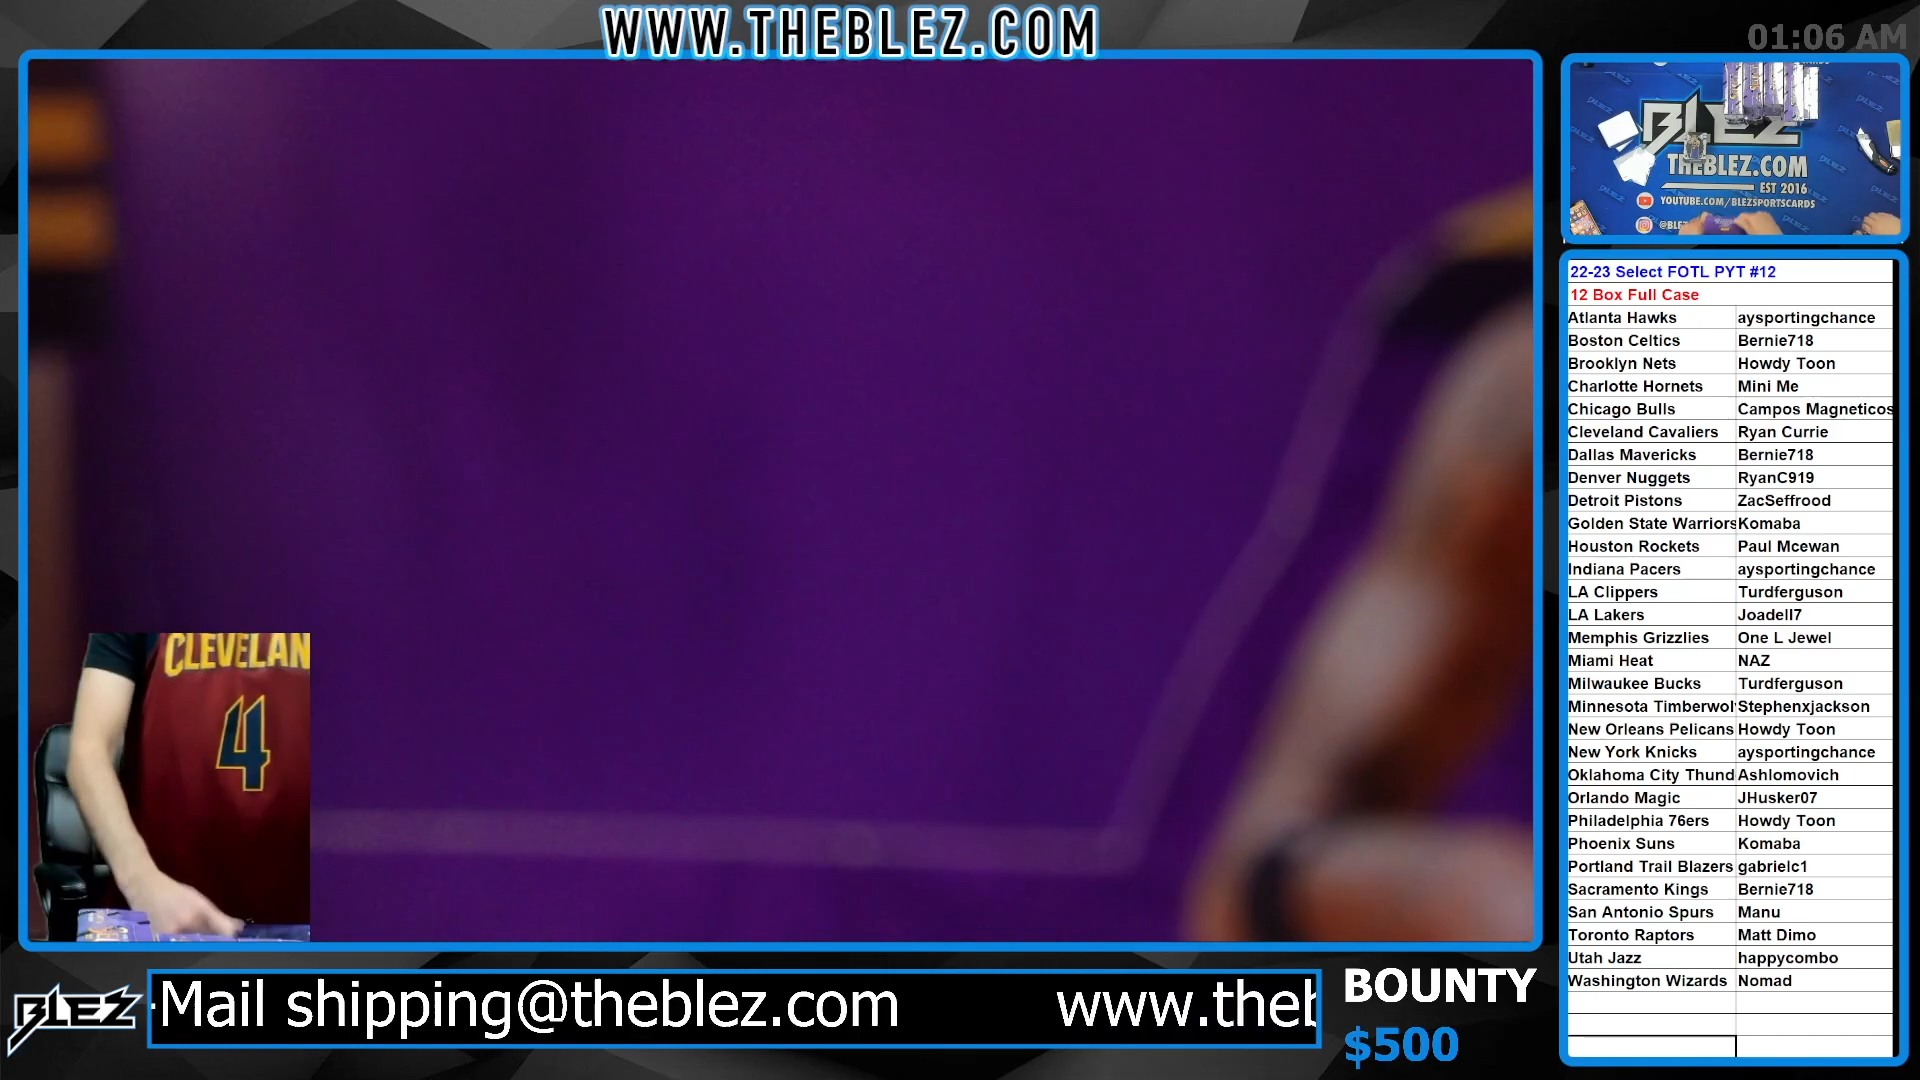 WWW.THEBLEZ.COM
01:06 AM
BLEZ
THEBLEZ.COM
EST 2016
YOUTUBE.COM/BLEZSPORTSCARDS
22-23 Select FOTL PYT #12
12 Box Full Case
Atlanta Hawks aysportingchance
Boston Celtics Bernie718
Brooklyn Nets Howdy Toon
Charlotte Hornets Mini Me
Chicago Bulls Campos Magneticos
Cleveland Cavaliers Ryan Currie
Dallas Mavericks Bernie718
Denver Nuggets RyanC919
Detroit Pistons ZacSeffrood
Golden State Warriors Komaba
Houston Rockets Paul Mcewan
Indiana Pacers aysportingchance
LA Clippers Turdferguson
LA Lakers Joadell7
Memphis Grizzlies One L Jewel
Miami Heat NAZ
Milwaukee Bucks Turdferguson
Minnesota Timberwol Stephenxjackson
New Orleans Pelicans Howdy Toon
New York Knicks aysportingchance
Oklahoma City Thund Ashlomovich
Orlando Magic JHusker07
Philadelphia 76ers Howdy Toon
Phoenix Suns Komaba
Portland Trail Blazers gabrielc1
Sacramento Kings Bernie718
San Antonio Spurs Manu
Toronto Raptors Matt Dimo
Utah Jazz happycombo
Washington Wizards Nomad
CLEVELAN
4
BLEZ
-Mail shipping@theblez.com www.theb
BOUNTY
$500